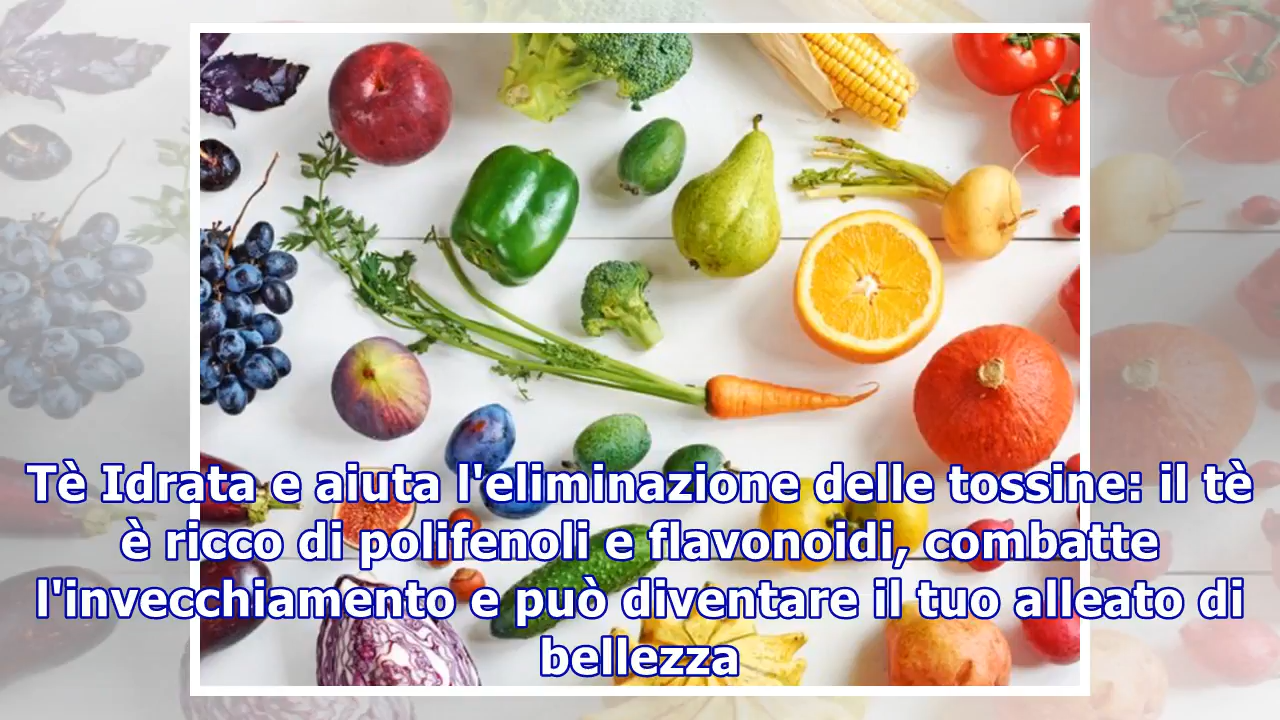 Tè Idrata e aiuta l'eliminazione delle tossine: il tè
è ricco di polifenoli e flavonoidi, combatte
l'invecchiamento e può diventare il tuo alleato di
bellezza